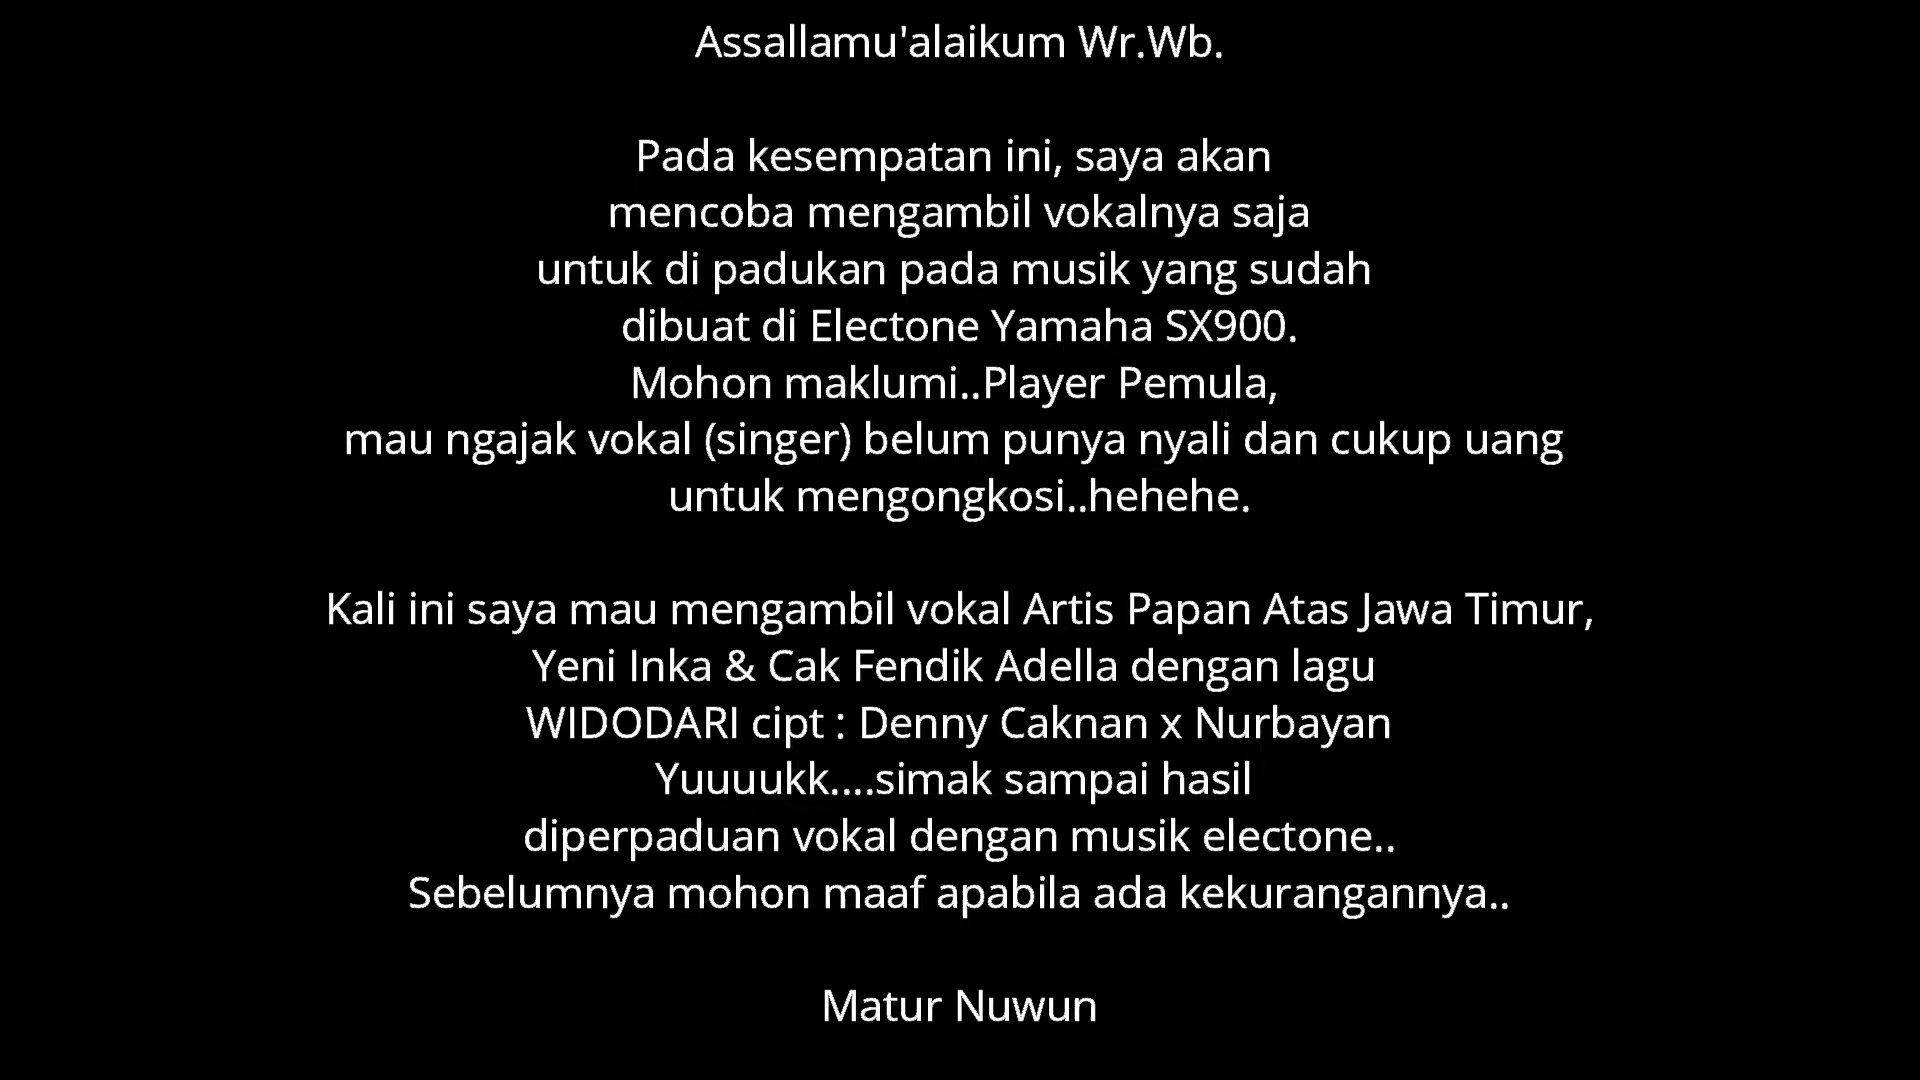 Assallamu'alaikum Wr.Wb.
Pada kesempatan ini, saya akan
mencoba mengambil vokalnya saja
untuk di padukan pada musik yang sudah
dibuat di Electone Yamaha SX900.
Mohon maklumi..Player Pemula,
mau ngajak vokal (singer) belum punya nyali dan cukup uang
untuk mengongkosi..hehehe.
Kali ini saya mau mengambil vokal Artis Papan Atas Jawa Timur,
Yeni Inka & Cak Fendik Adella dengan lagu
WIDODARI cipt : Denny Caknan x Nurbayan
Yuuuukk....simak sampai hasil
diperpaduan vokal dengan musik electone..
Sebelumnya mohon maaf apabila ada kekurangannya..
Matur Nuwun